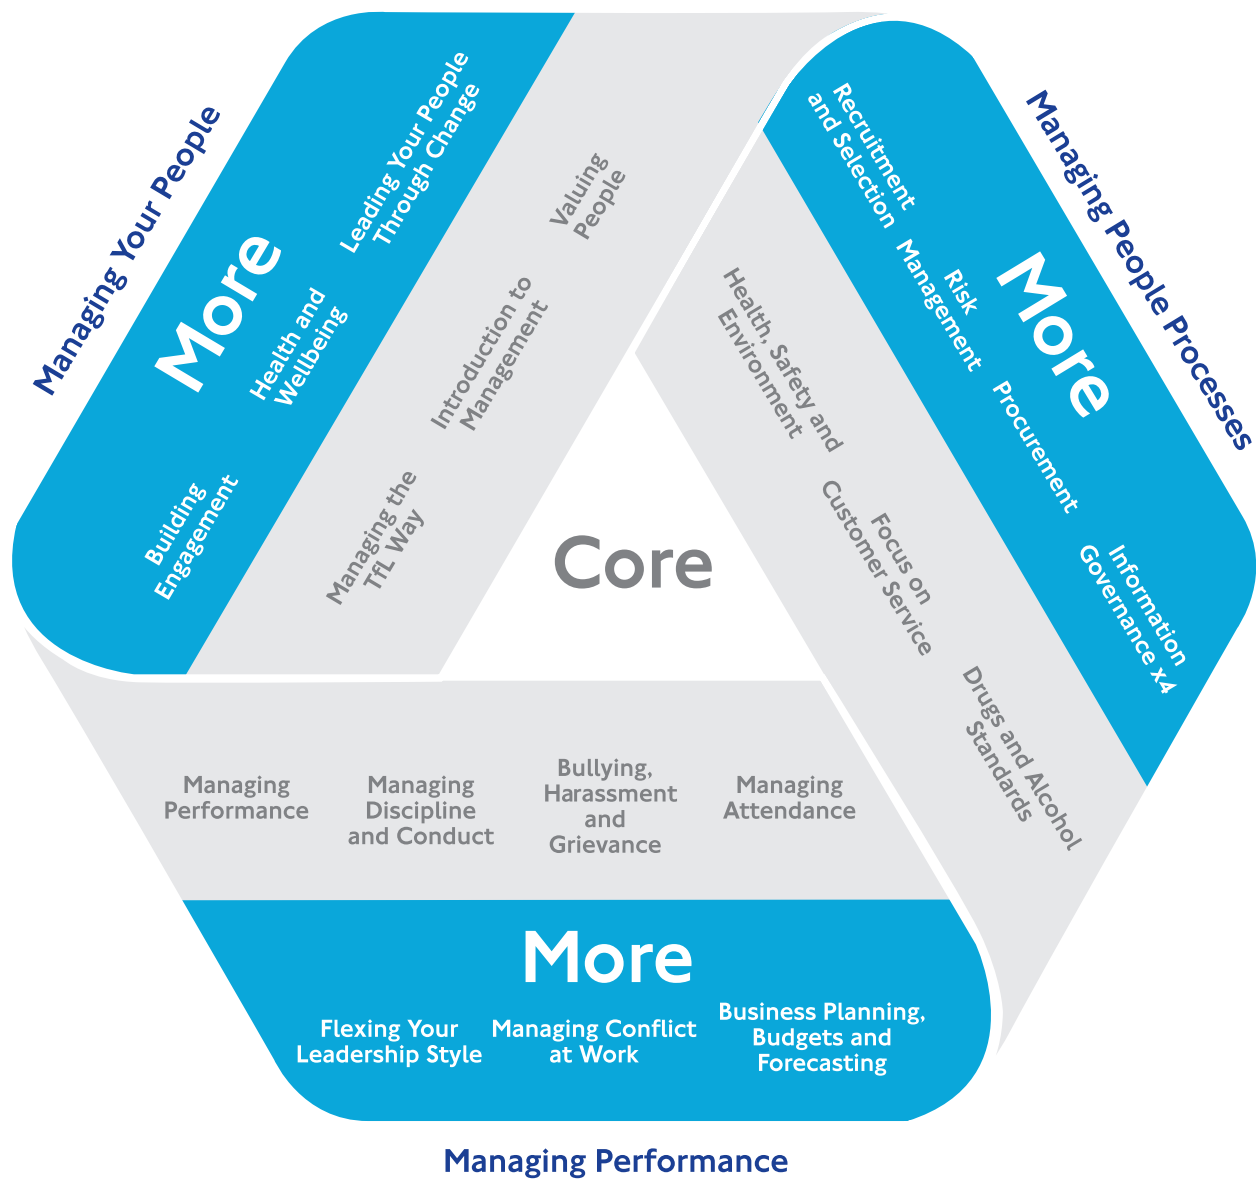 Managing Your People
More
Leading Your People
Through Change
Health and
Wellbeing
Building
Engagement
Valuing
People
Introduction to
Management
Managing the
TfL Way
Managing People Processes
More
Recruitment
and Selection
Risk
Management
Procurement
Information
Governance x4
Health, Safety and
Environment
Focus on
Customer Service
Drugs and Alcohol
Standards
Core
Managing
Performance
Managing
Discipline
and Conduct
Bullying,
Harassment
and
Grievance
Managing
Attendance
More
Flexing Your
Leadership Style
Managing Conflict
at Work
Business Planning,
Budgets and
Forecasting
Managing Performance